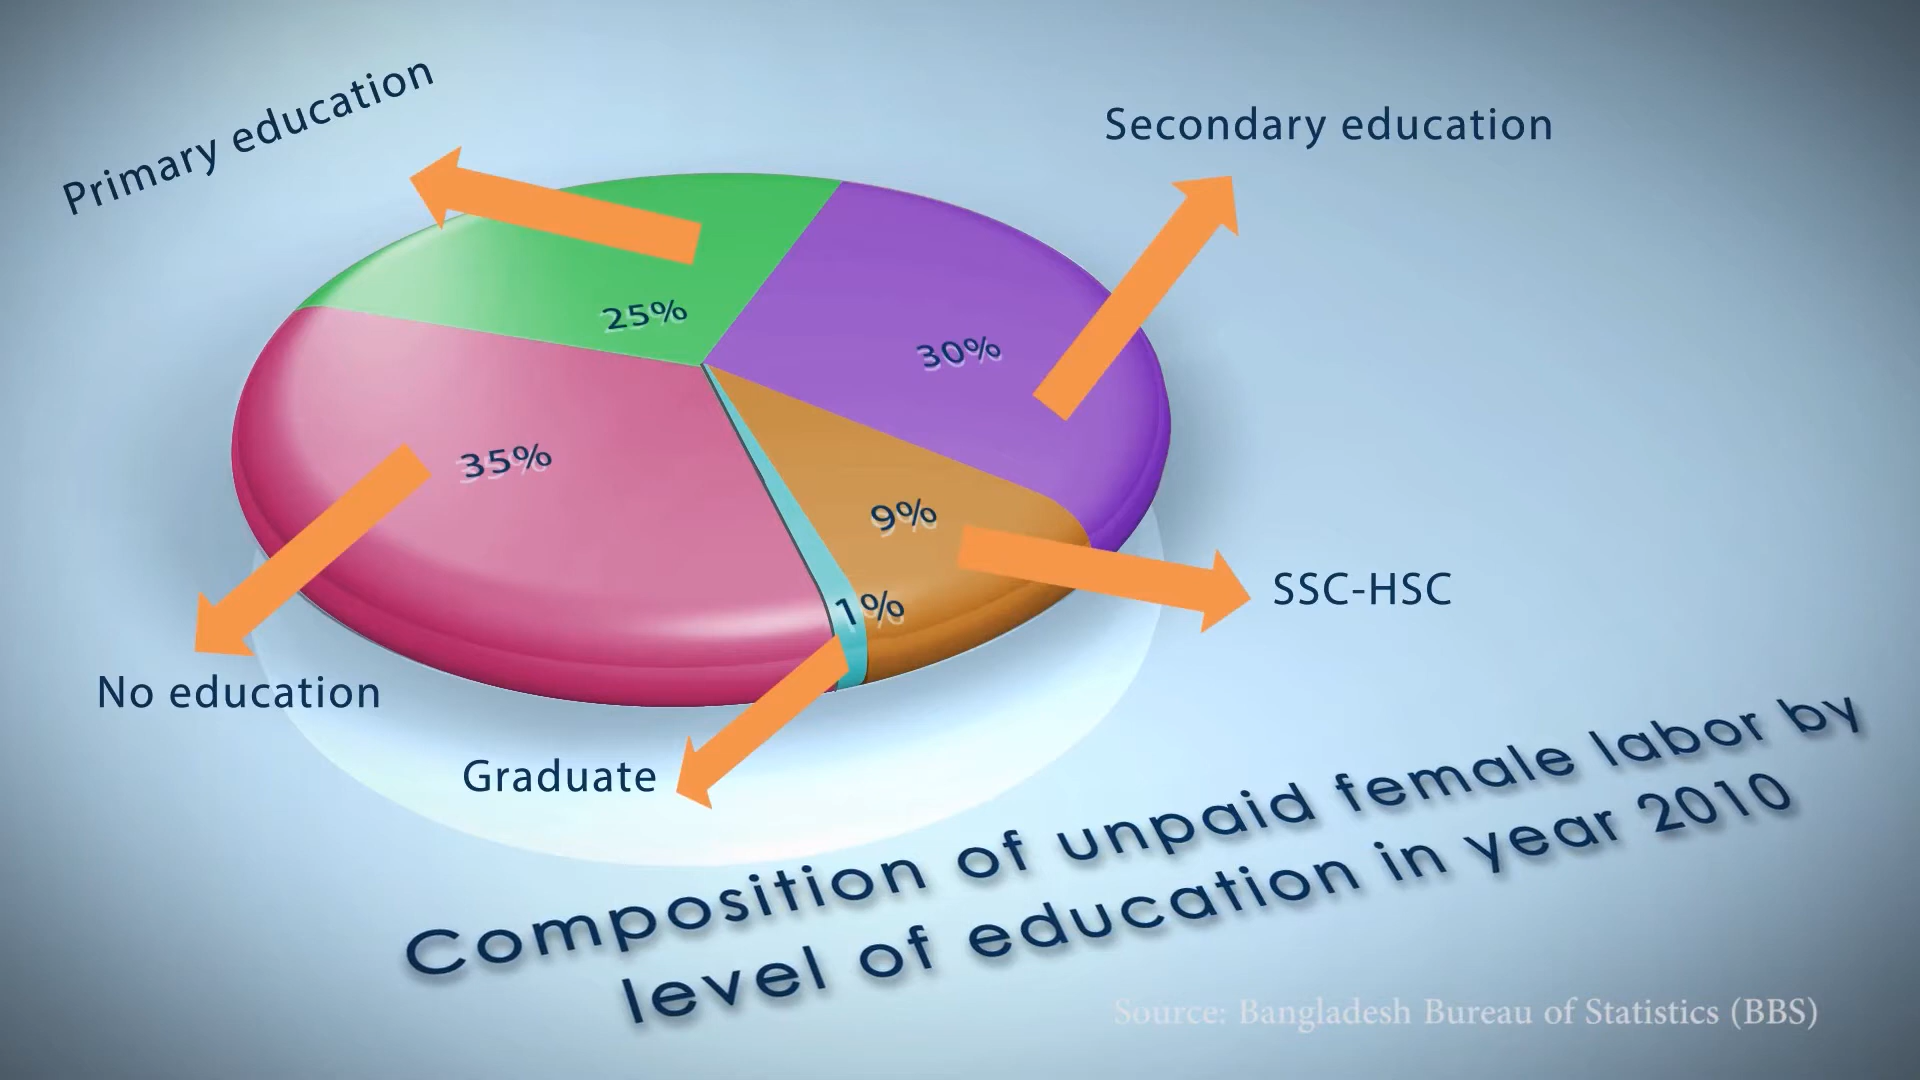 Primary education
Secondary education
25%
30%
35%
9%
1%
SSC-HSC
No education
Graduate
Composition of unpaid female labor by
level of education in year 2010
Source: Bangladesh Bureau of Statistics (BBS)